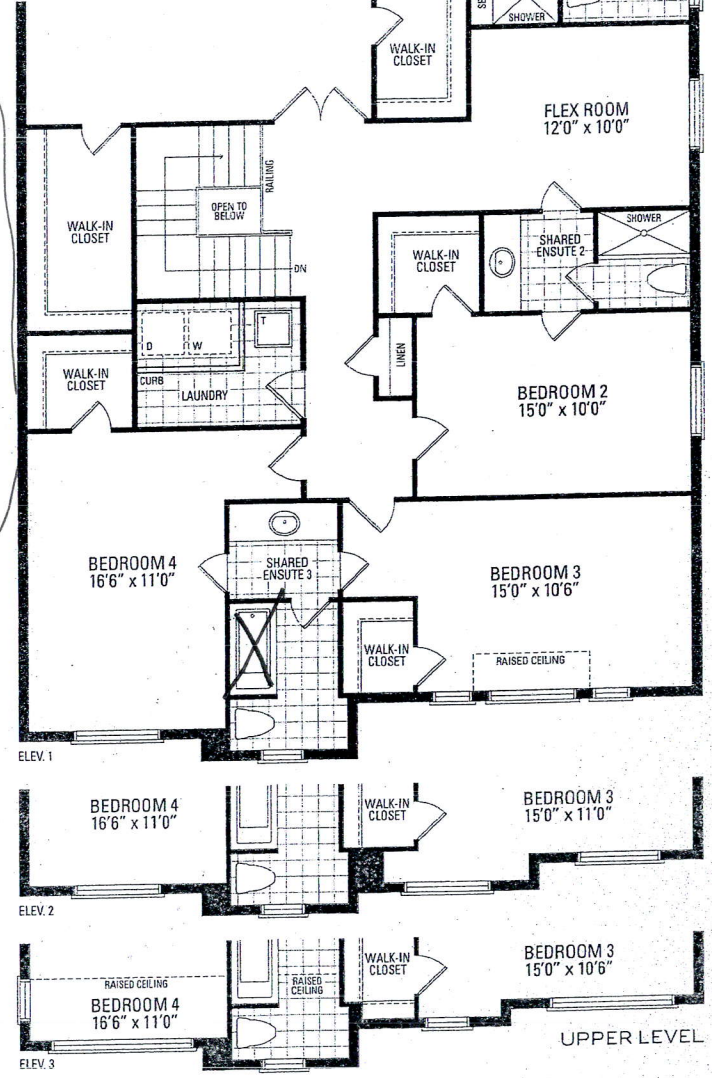 SHOWER
WALK-IN
CLOSET
FLEX ROOM
12'0" x 10'0"
RAILING
OPEN TO
BELOW
WALK-IN
CLOSET
DN
WALK-IN
CLOSET
SHARED
ENSUITE 2
SHOWER
D
W
T
CURB
LAUNDRY
WALK-IN
CLOSET
LINEN
BEDROOM 2
15'0" x 10'0"
BEDROOM 4
16'6" x 11'0"
SHARED
ENSUITE 3
BEDROOM 3
15'0" x 10'6"
WALK-IN
CLOSET
RAISED CEILING
ELEV. 1
BEDROOM 4
16'6" x 11'0"
WALK-IN
CLOSET
BEDROOM 3
15'0" x 11'0"
ELEV. 2
RAISED CEILING
BEDROOM 4
16'6" x 11'0"
RAISED
CEILING
WALK-IN
CLOSET
BEDROOM 3
15'0" x 10'6"
UPPER LEVEL
ELEV. 3